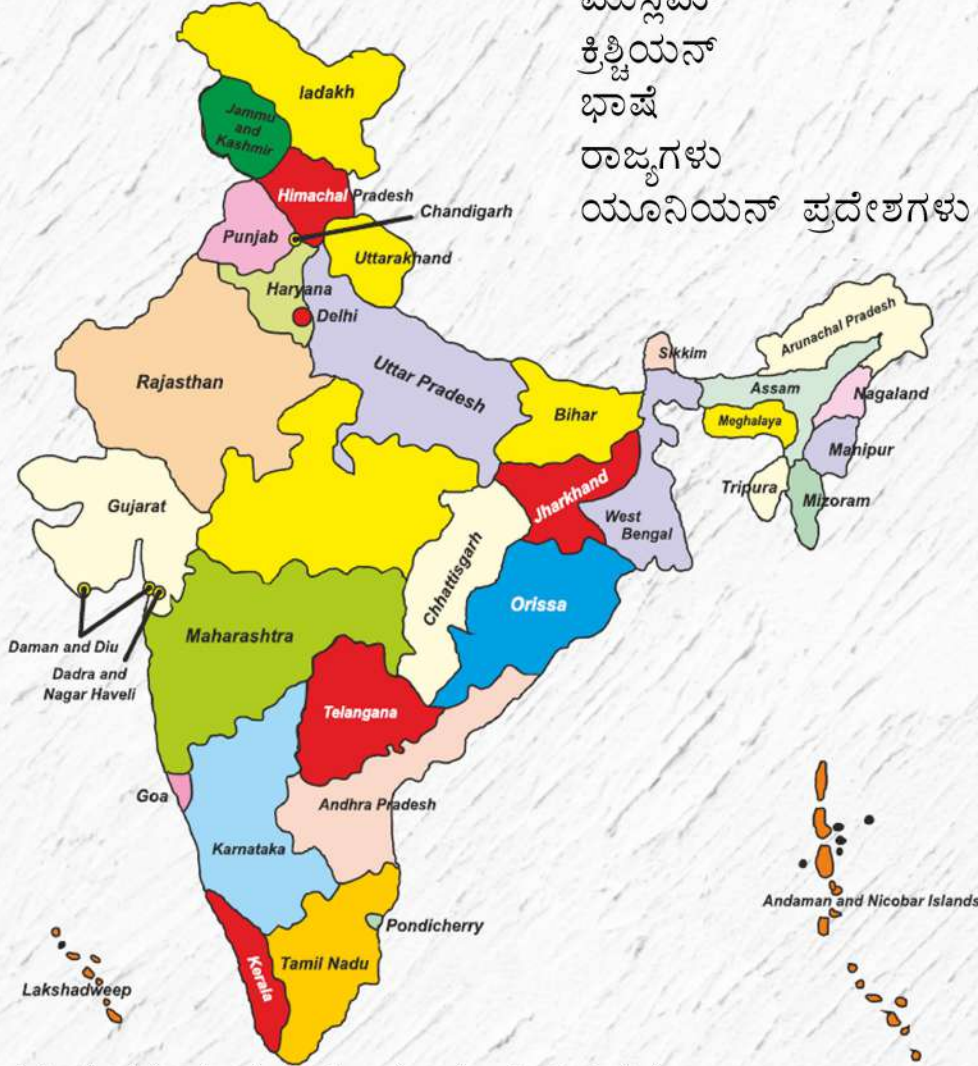 ಕ್ರಿಶ್ಚಿಯನ್
ಭಾಷೆ
ರಾಜ್ಯಗಳು
ಯೂನಿಯನ್ ಪ್ರದೇಶಗಳು
ladakh
Jammu
and
Kashmir
Himachal Pradesh
Chandigarh
Punjab
Uttarakhand
Haryana
Delhi
Rajasthan
Uttar Pradesh
Bihar
Sikkim
Arunachal Pradesh
Assam
Nagaland
Meghalaya
Manipur
Tripura
Mizoram
Gujarat
Jharkhand
West
Bengal
Chhattisgarh
Orissa
Daman and Diu
Dadra and
Nagar Haveli
Maharashtra
Telangana
Goa
Andhra Pradesh
Karnataka
Andaman and Nicobar Islands
Pondicherry
Tamil Nadu
Kerala
Lakshadweep